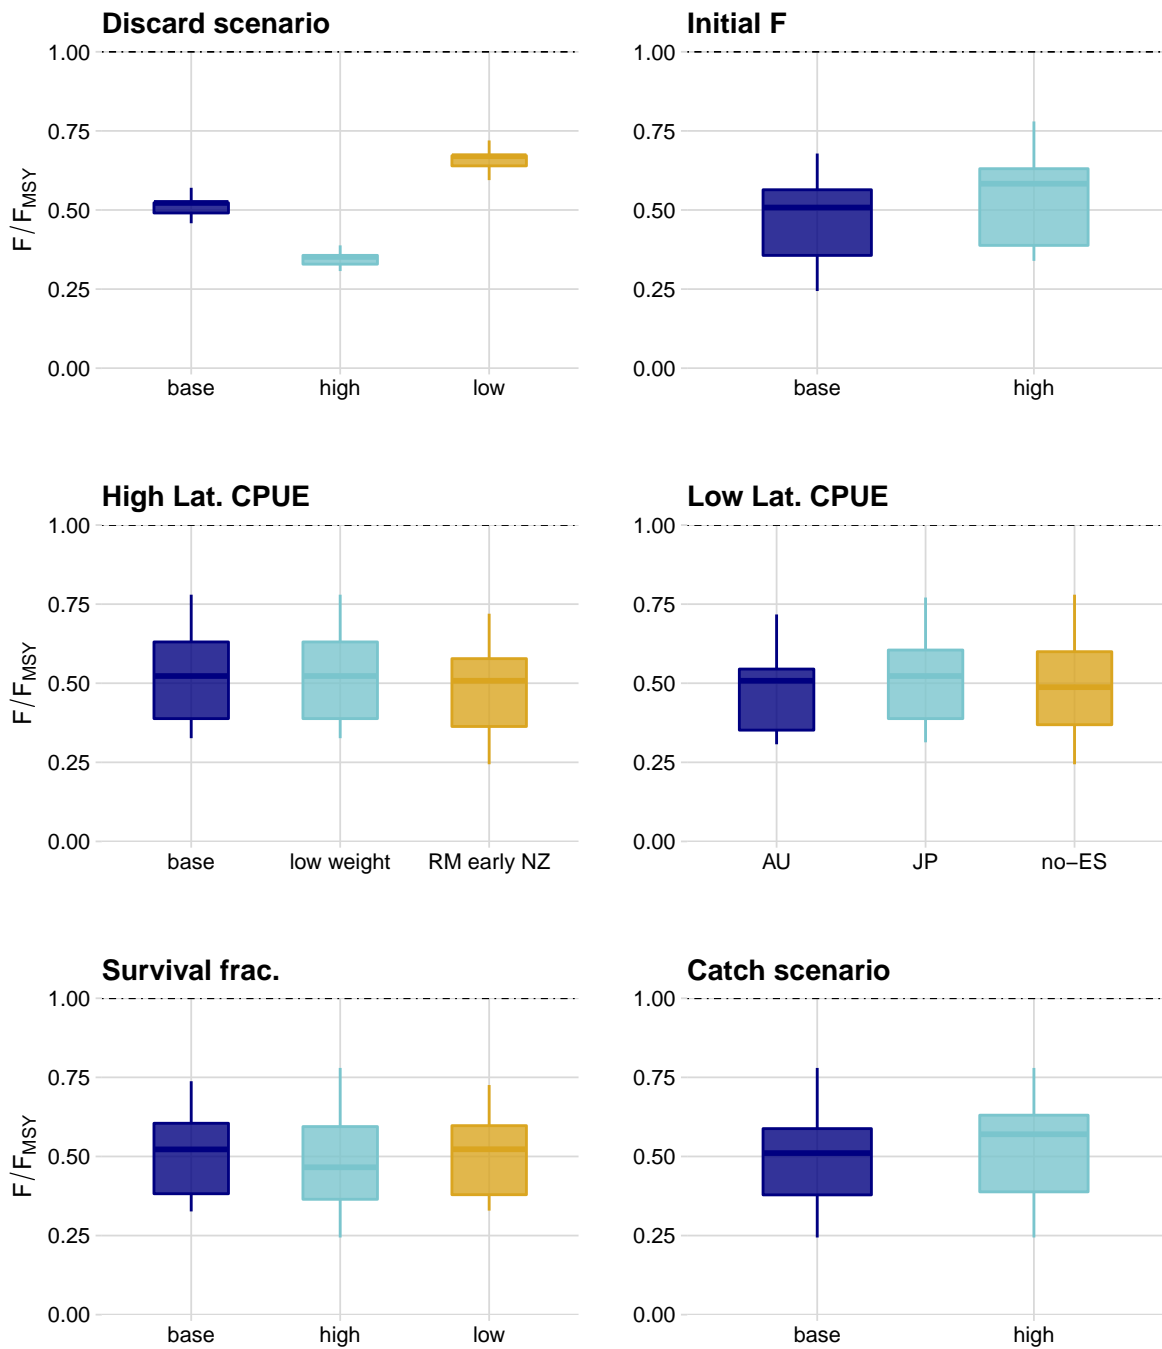 Discard scenario
1.00
0.75
0.50
0.25
0.00
F/FMSY
base high low
Initial F
1.00
0.75
0.50
0.25
0.00
base high
High Lat. CPUE
1.00
0.75
0.50
0.25
0.00
F/FMSY
base low weight RM early NZ
Low Lat. CPUE
1.00
0.75
0.50
0.25
0.00
AU JP no−ES
Survival frac.
1.00
0.75
0.50
0.25
0.00
F/FMSY
base high low
Catch scenario
1.00
0.75
0.50
0.25
0.00
base high